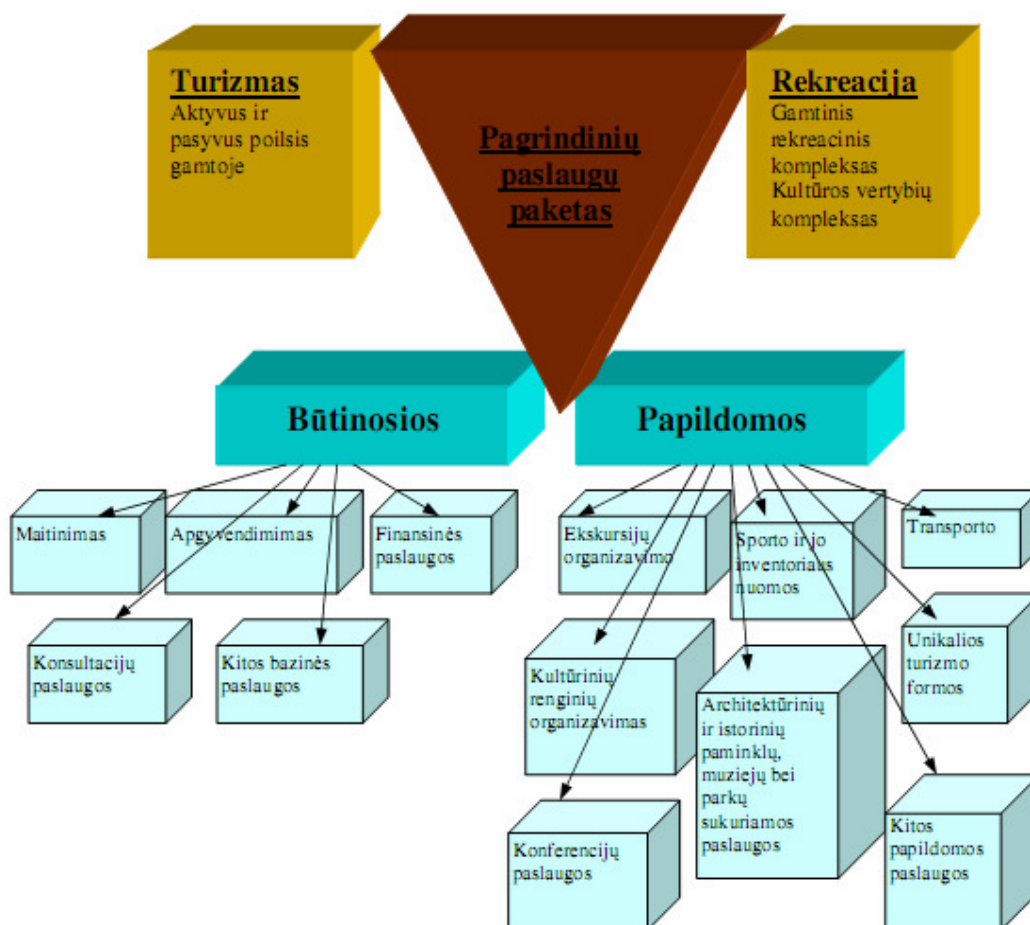 Turizmas
Aktyvus ir
pasyvus poilsis
gamtoje
Pagrindinių
paslaugų
paketas
Rekreacija
Gamtinis
rekreacinis
kompleksas
Kultūros vertybių
kompleksas
Būtinosios
Papildomos
Maitinimas
Apgyvendimimas
Finansinės
paslaugos
Ekskursijų
organizavimo
Sporto ir jo
inventoriaus
nuomos
Transporto
Konsultacijų
paslaugos
Kitos bazinės
paslaugos
Kultūrinių
renginių
organizavimas
Architektūrinių
ir istorinių
paminklų,
muziejų bei
parkų
sukuriamos
paslaugos
Unikalios
turizmo
formos
Konferencijų
paslaugos
Kitos
papildomos
paslaugos